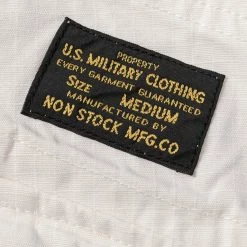 PROPERTY
U.S. MILITARY CLOTHING
EVERY GARMENT GUARANTEED
SIZE MEDIUM
MANUFACTURED BY
NON STOCK MFG.CO